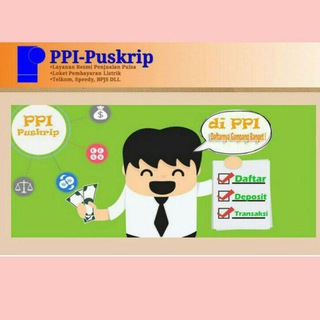 PPI-Puskrip
•Layanan Resmi Penjualan Pulsa
•Loket Pembayaran Listrik
•Telkom, Speedy, BPJS DLL
PPI
Puskrip
di PPI
(Daftarnya Gampang Banget)
Daftar
Deposit
Transaksi